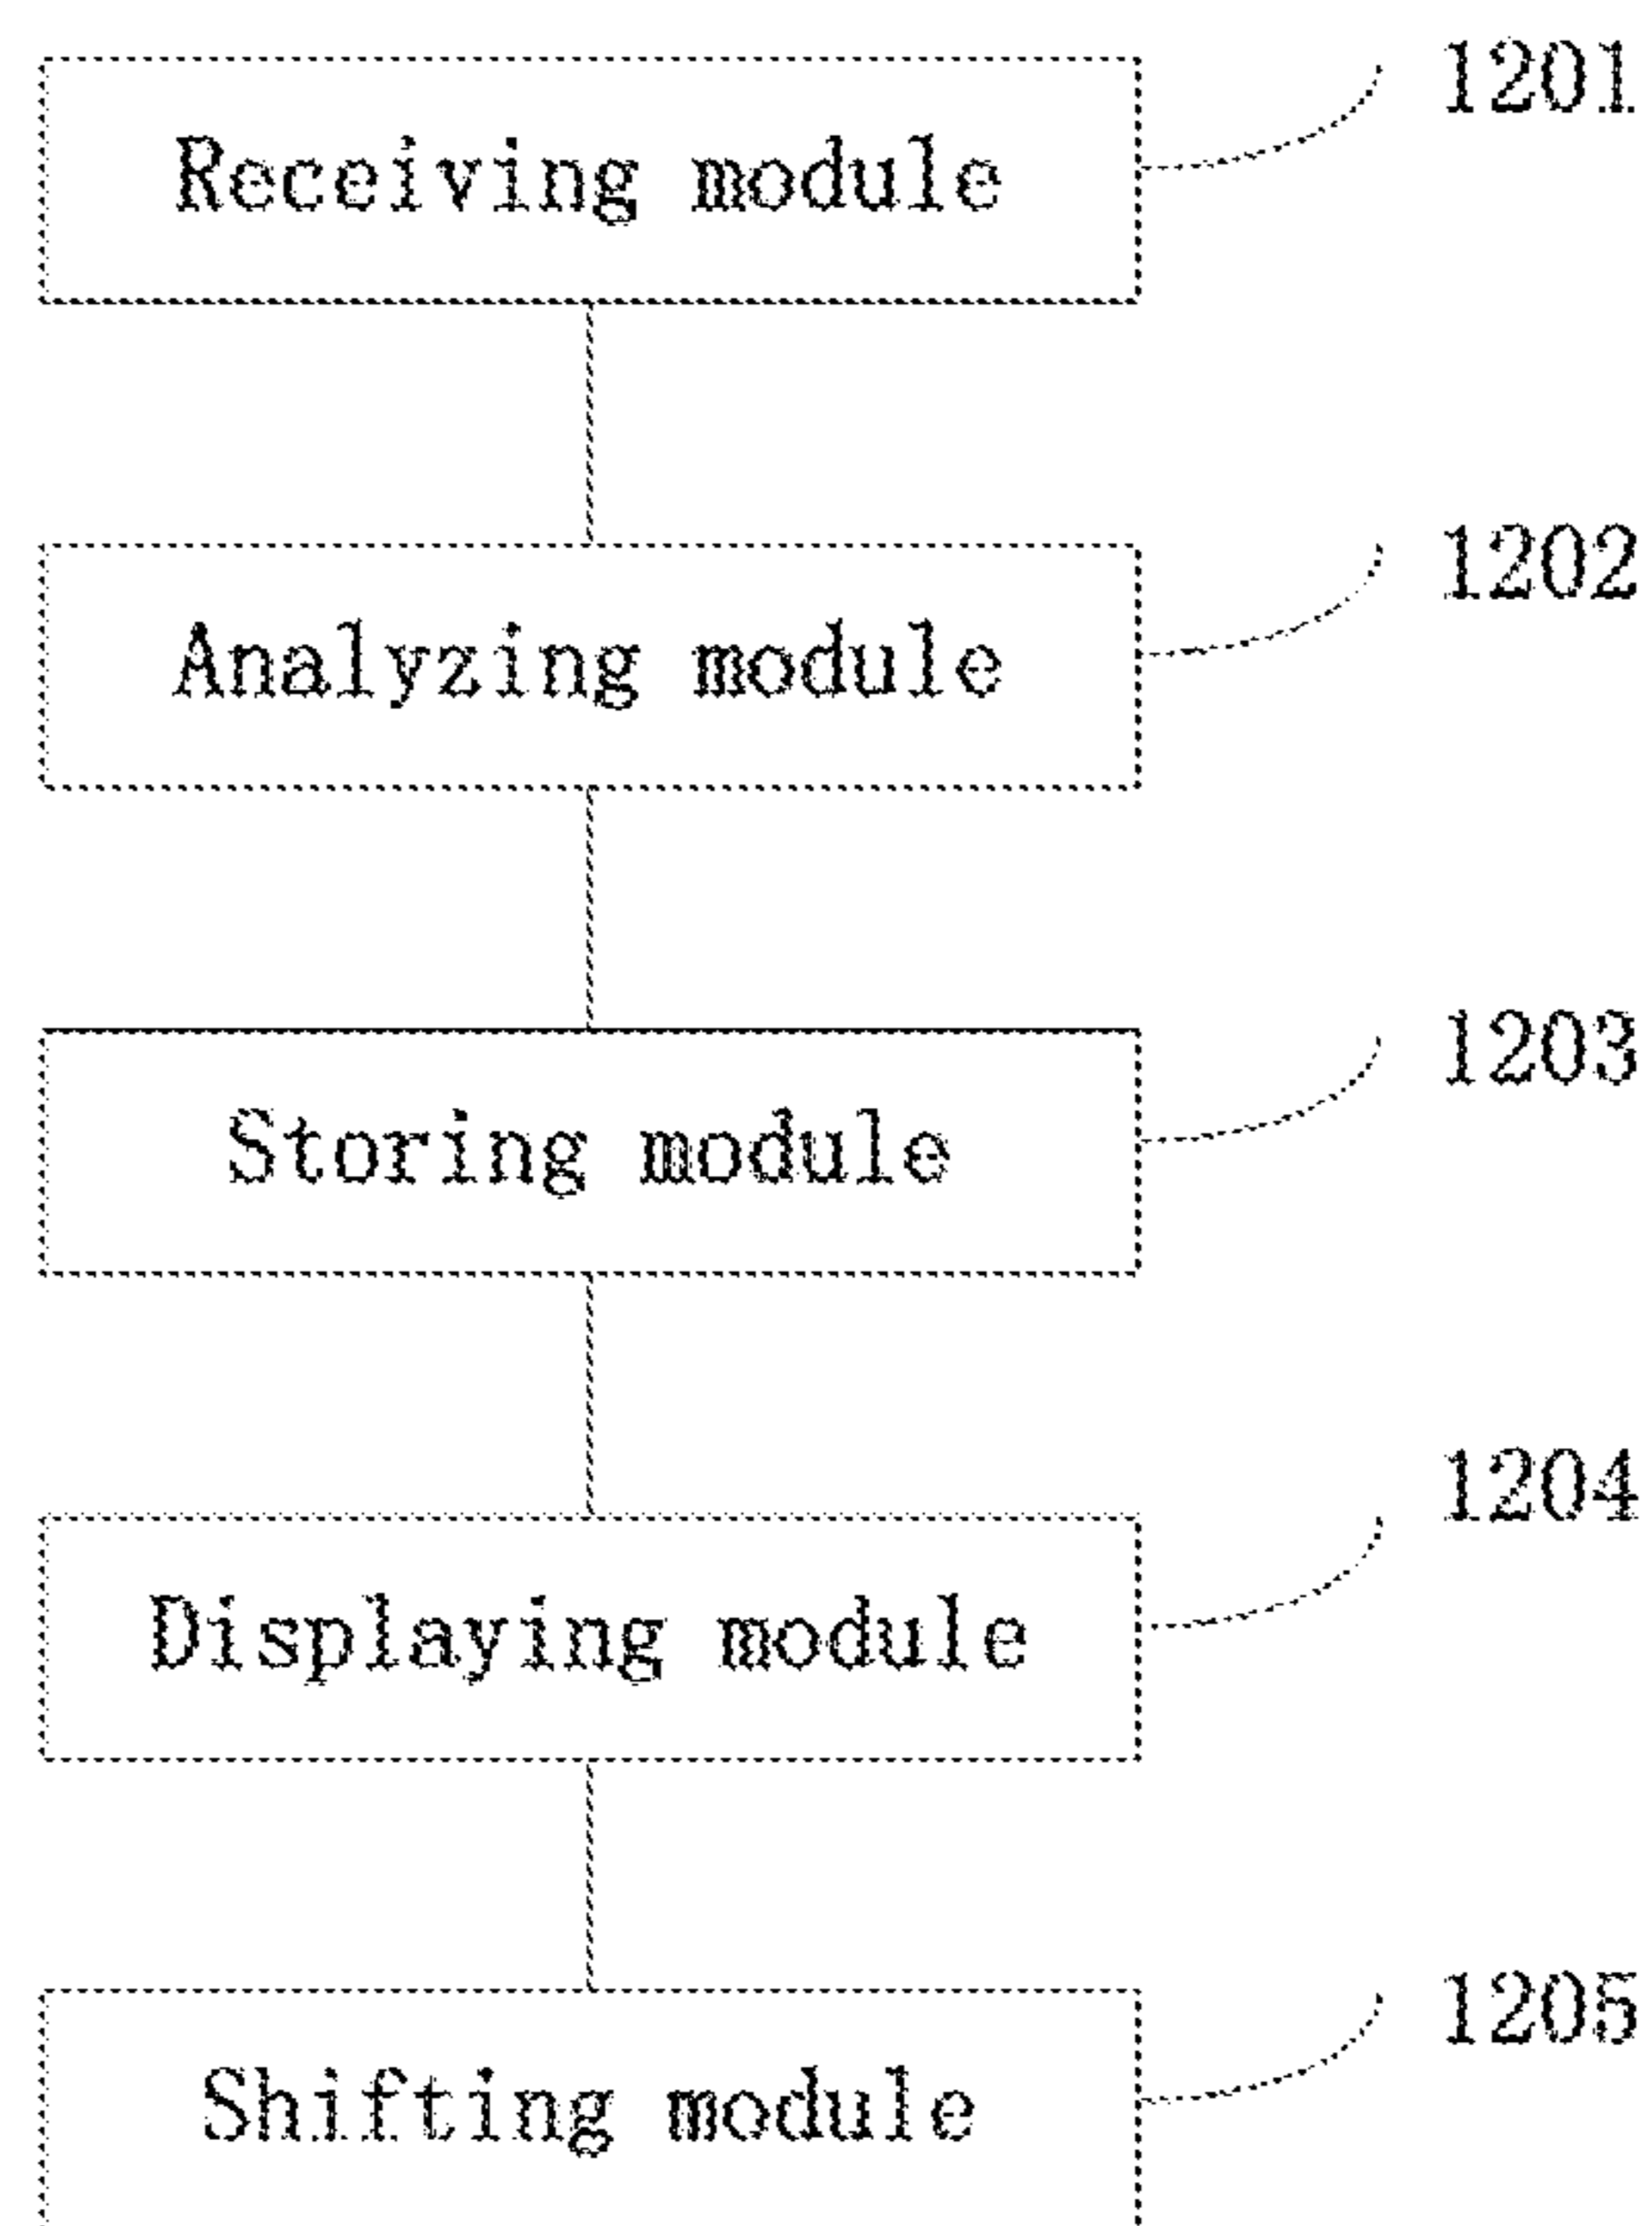 1201
Receiving module
1202
Analyzing module
1203
Storing module
1204
Displaying module
1205
Shifting module